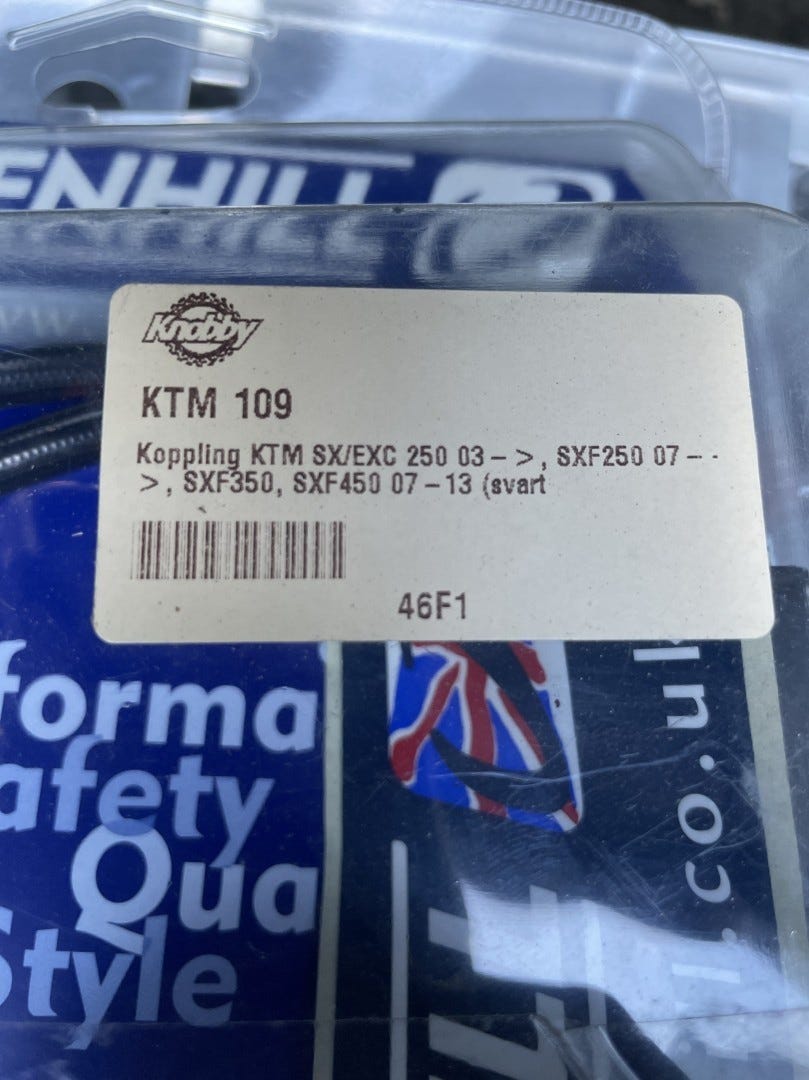 ENHILL
Knobby
KTM 109
Koppling KTM SX/EXC 250 03 - > , SXF250 07 - -
> , SXF350, SXF450 07 - 13 (svart
46F1
forma
afety
Qua
Style
.co.uk